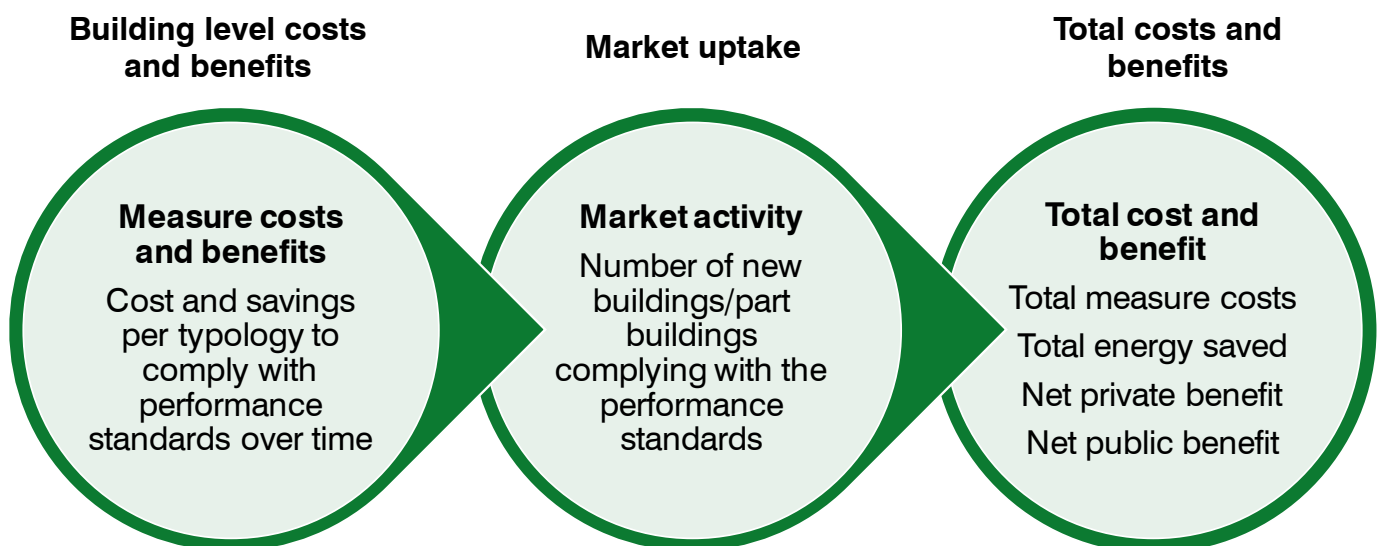 Building level costs
and benefits
Measure costs
and benefits
Cost and savings
per typology to
comply with
performance
standards over time
Market uptake
Market activity
Number of new
buildings/part
buildings
complying with the
performance
standards
Total costs and
benefits
Total cost and
benefit
Total measure costs
Total energy saved
Net private benefit
Net public benefit